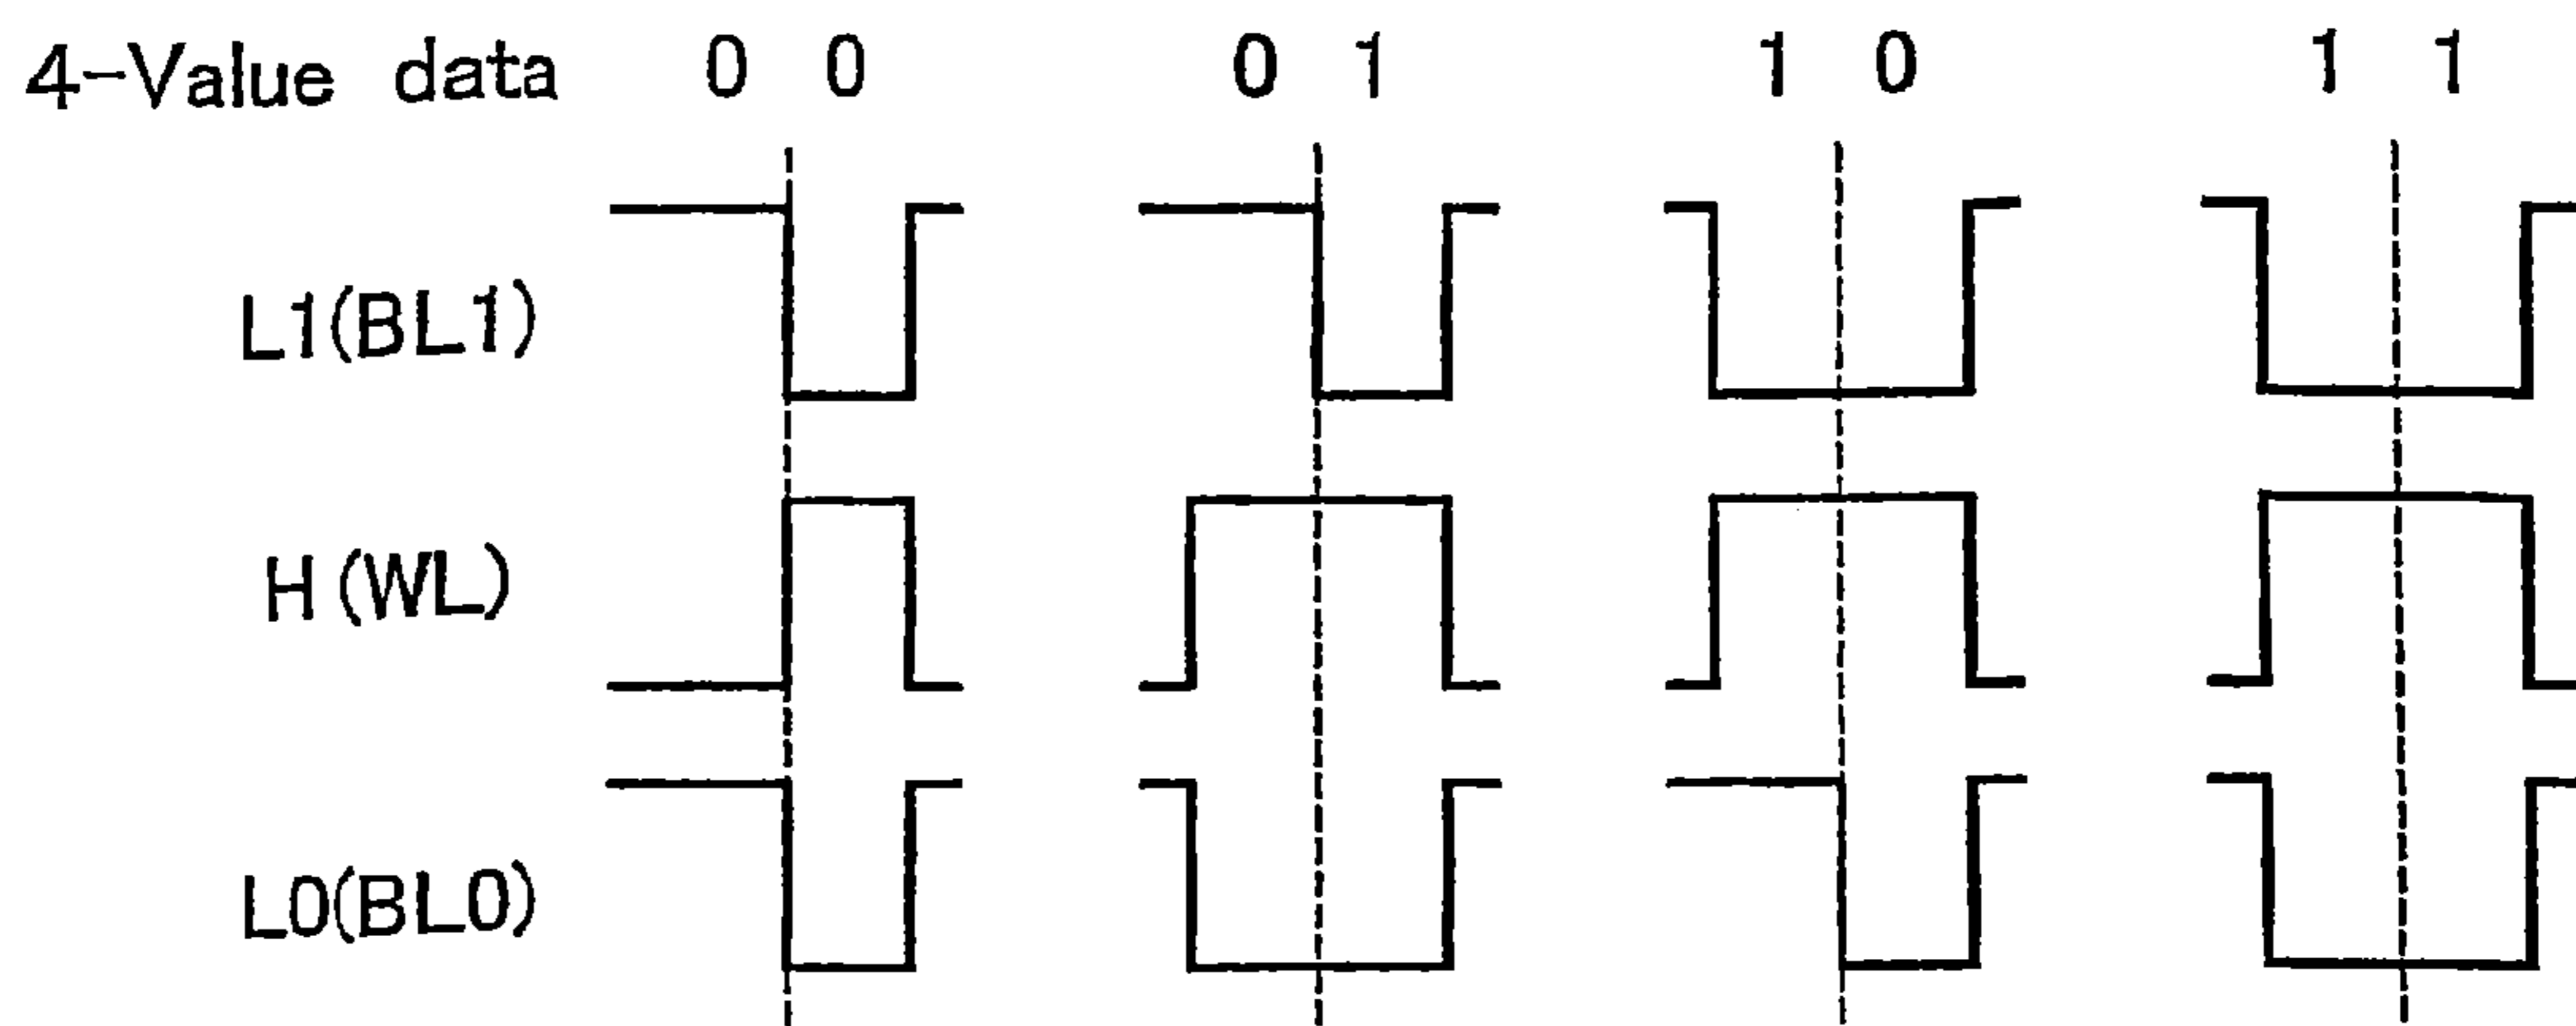 4-Value data 0 0 0 1 1 0 1 1
L1(BL1)
H(WL)
L0(BL0)